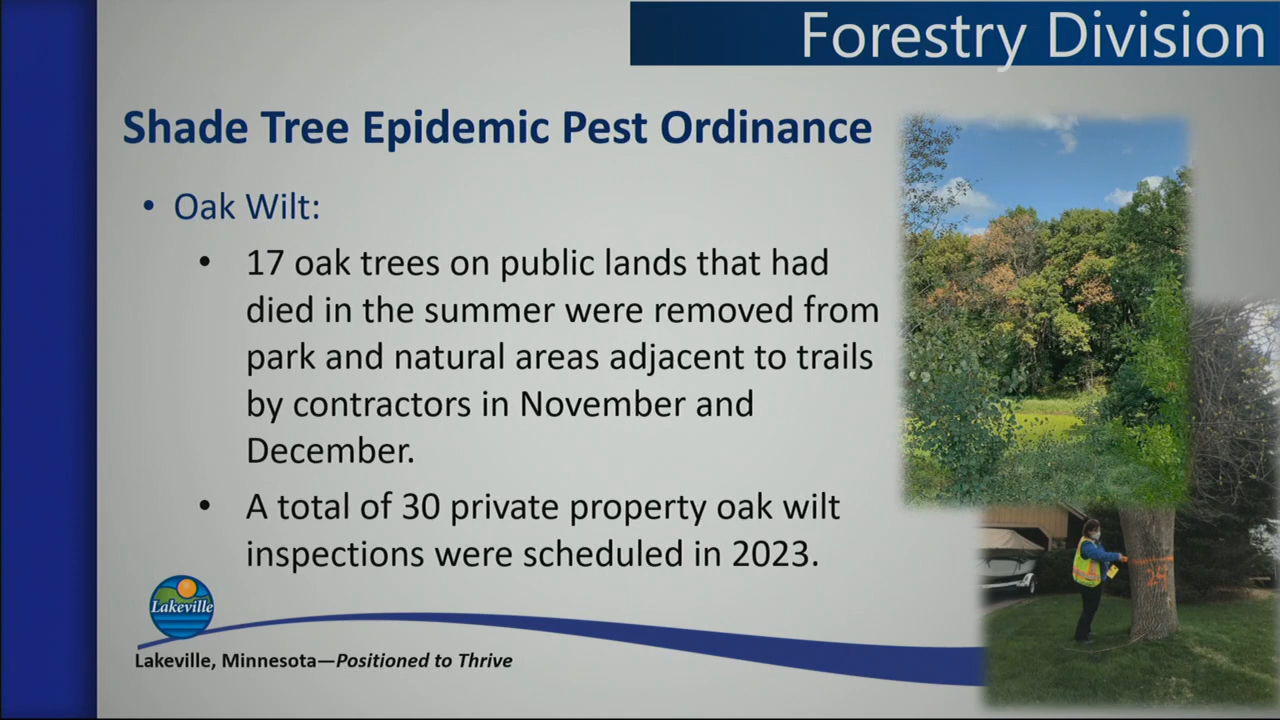 Forestry Division
Shade Tree Epidemic Pest Ordinance
• Oak Wilt:
• 17 oak trees on public lands that had
died in the summer were removed from
park and natural areas adjacent to trails
by contractors in November and
December.
• A total of 30 private property oak wilt
inspections were scheduled in 2023.
24
Lakeville
Lakeville, Minnesota—Positioned to Thrive